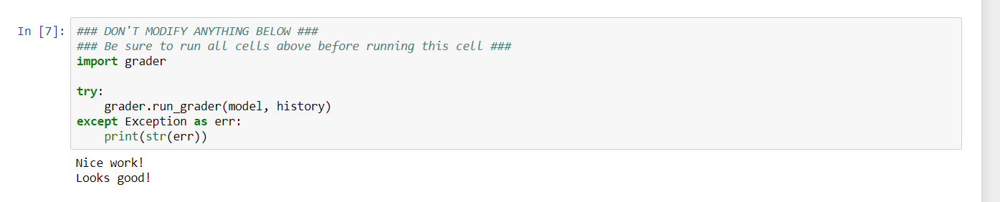 In [7]: ### DON'T MODIFY ANYTHING BELOW ###
### Be sure to run all cells above before running this cell ###
import grader

try:
    grader.run_grader(model, history)
except Exception as err:
    print(str(err))
Nice work!
Looks good!